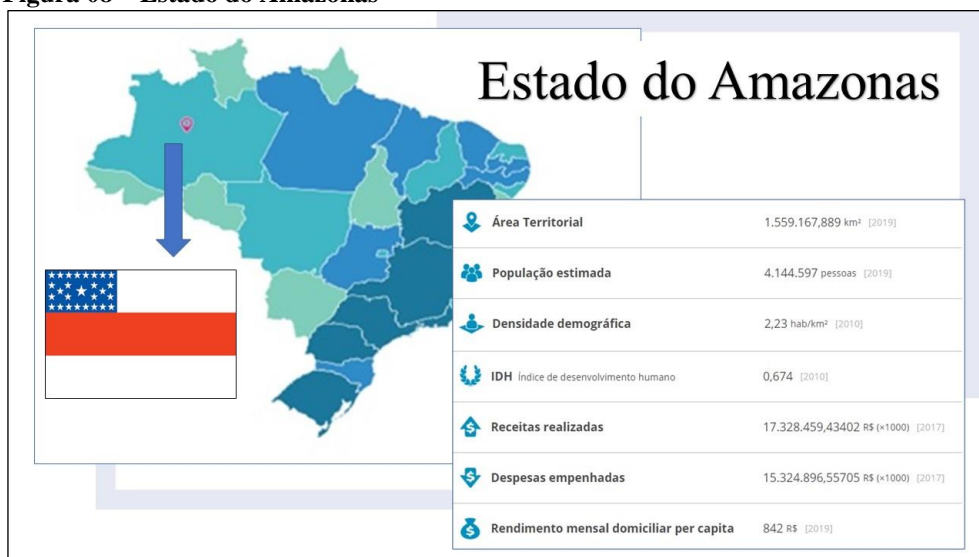 Figura 08 – Estado do Amazonas
Estado do Amazonas
Área Territorial 1.559.167,889 km² [2019]
População estimada 4.144.597 pessoas [2019]
Densidade demográfica 2,23 hab/km² [2010]
IDH Índice de desenvolvimento humano 0,674 [2010]
Receitas realizadas 17.328.459,43402 R$ (×1000) [2017]
Despesas empenhadas 15.324.896,55705 R$ (×1000) [2017]
Rendimento mensal domiciliar per capita 842 R$ [2019]